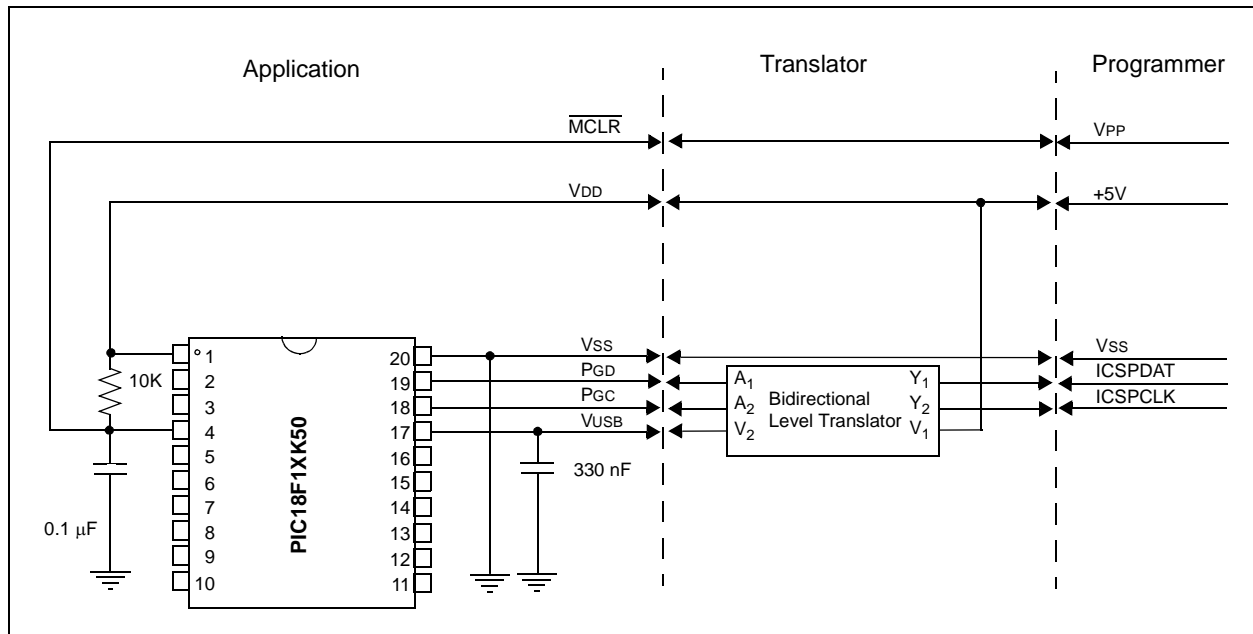 Application
Translator
Programmer
MCLR
VPP
VDD
+5V
VSS
VSS
PGD
ICSPDAT
PGC
ICSPCLK
VUSB
10K
0.1 μF
330 nF
PIC18F1XK50
1
2
3
4
5
6
7
8
9
10
20
19
18
17
16
15
14
13
12
11
A1
A2
V2
Bidirectional
Level Translator
Y1
Y2
V1